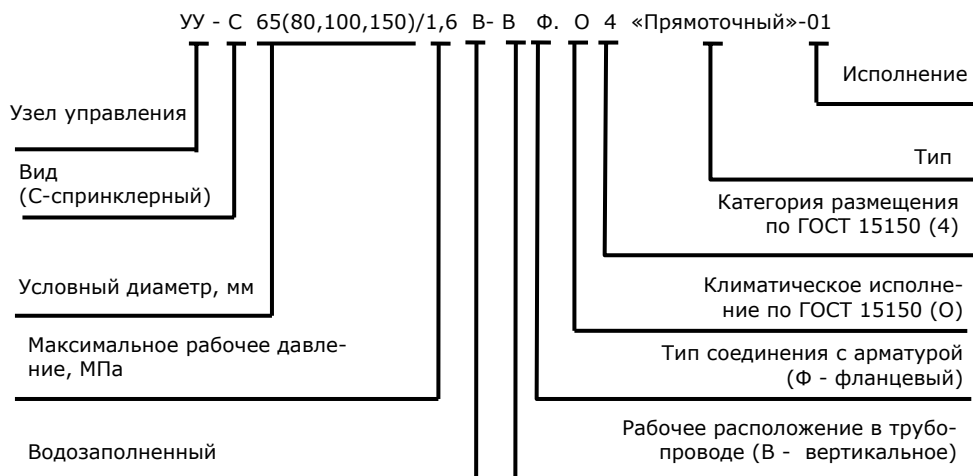 УУ - С 65(80,100,150)/1,6 В- В Ф. О 4 «Прямоточный»-01
Исполнение
Узел управления
Тип
Вид
(С-спринклерный)
Категория размещения
по ГОСТ 15150 (4)
Условный диаметр, мм
Климатическое исполне-
ние по ГОСТ 15150 (О)
Максимальное рабочее давле-
ние, МПа
Тип соединения с арматурой
(Ф - фланцевый)
Водозаполненный
Рабочее расположение в трубо-
проводе (В - вертикальное)